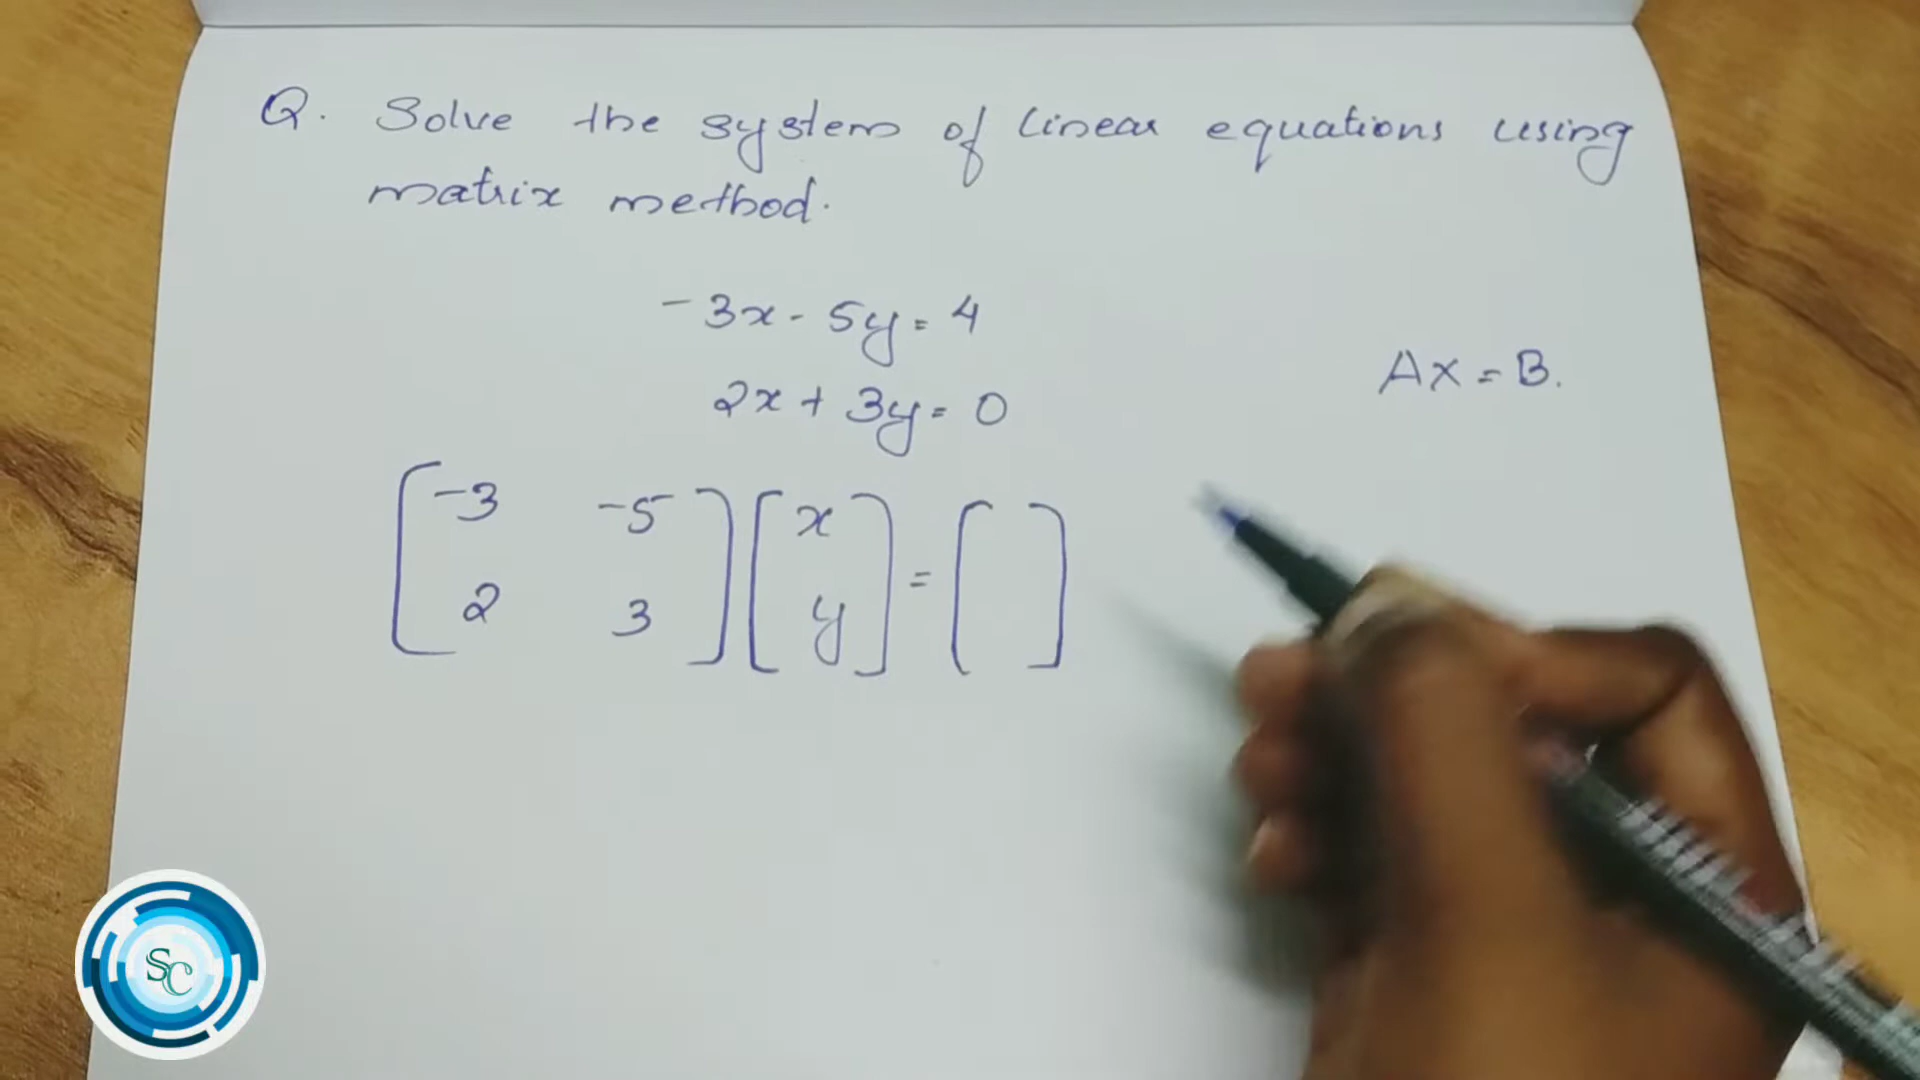 Q. Solve the system of linear equations using
matrix method.
-3x - 5y = 4
2x + 3y = 0
AX = B.
[-3 -5] [x] = [ ]
[2 3] [y]
SC